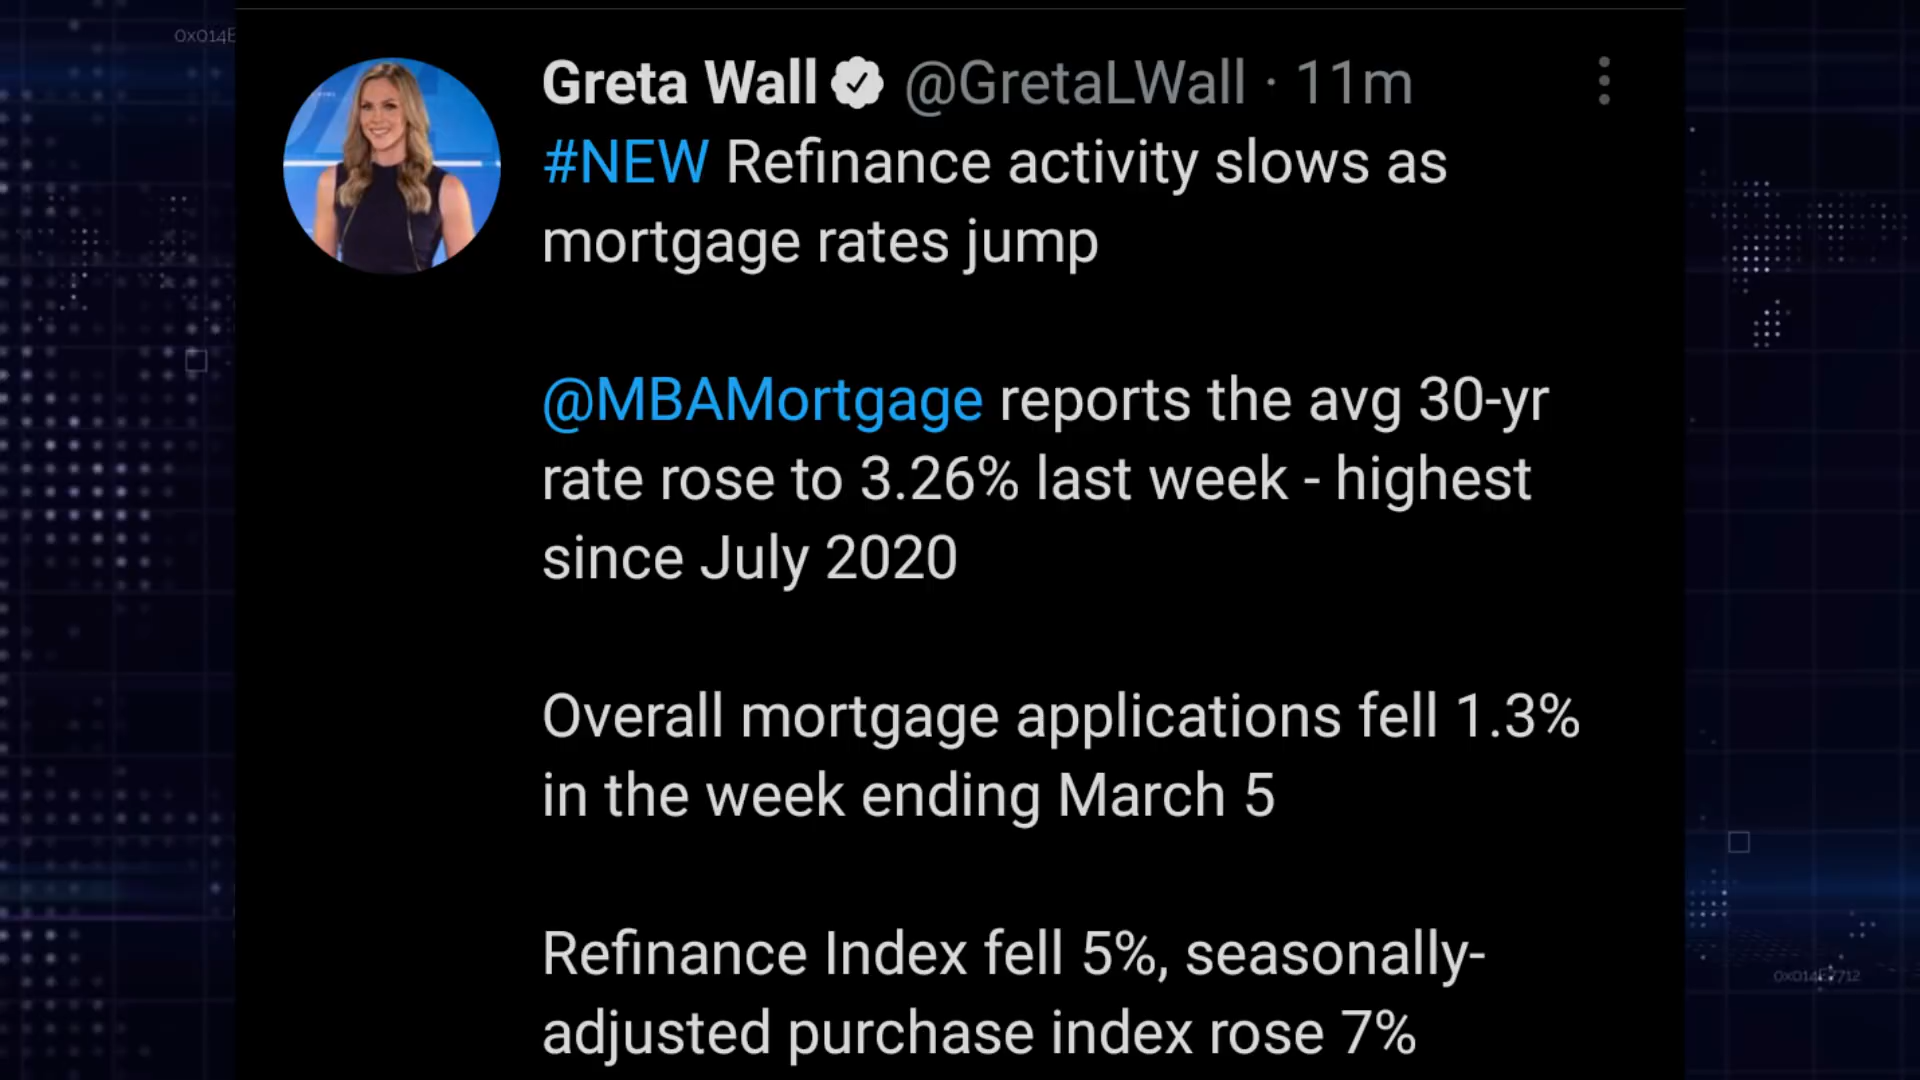 0x014E
Greta Wall @GretaLWall · 11m
#NEW Refinance activity slows as
mortgage rates jump
@MBAMortgage reports the avg 30-yr
rate rose to 3.26% last week - highest
since July 2020
Overall mortgage applications fell 1.3%
in the week ending March 5
Refinance Index fell 5%, seasonally-
adjusted purchase index rose 7%